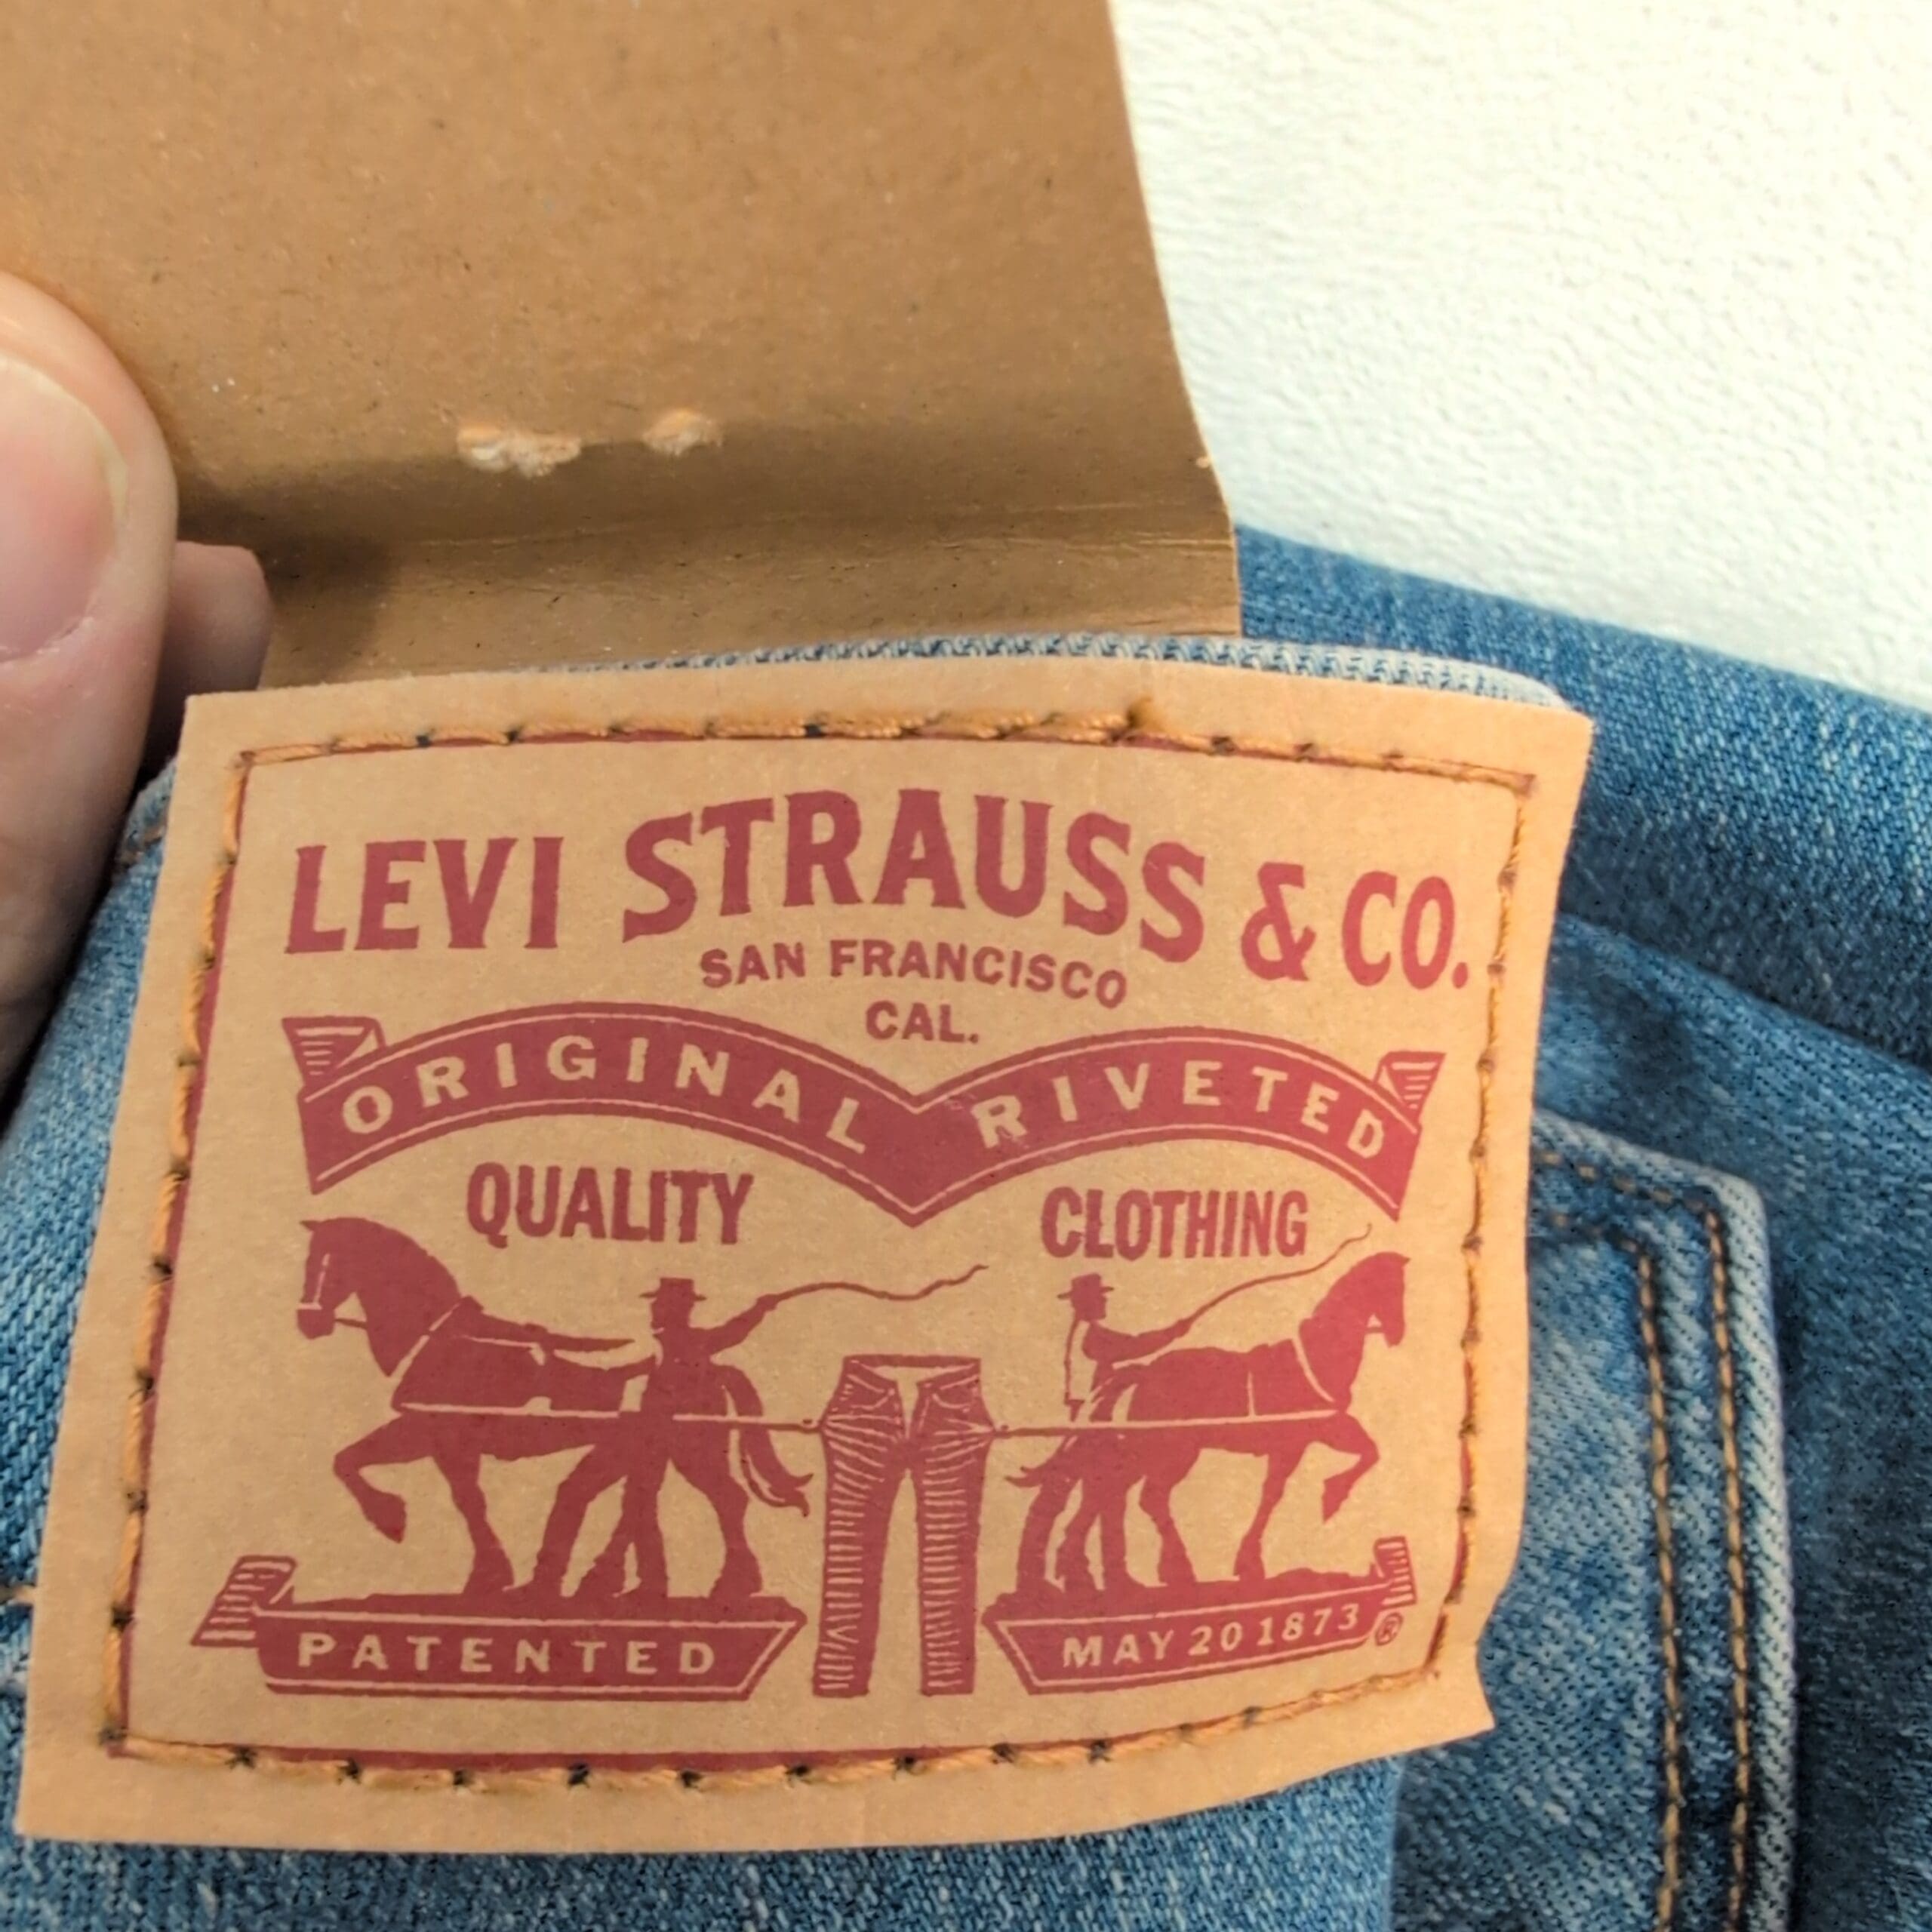 LEVI STRAUSS & CO.
SAN FRANCISCO
CAL.
ORIGINAL RIVETED
QUALITY CLOTHING
PATENTED MAY 20 1873 ®